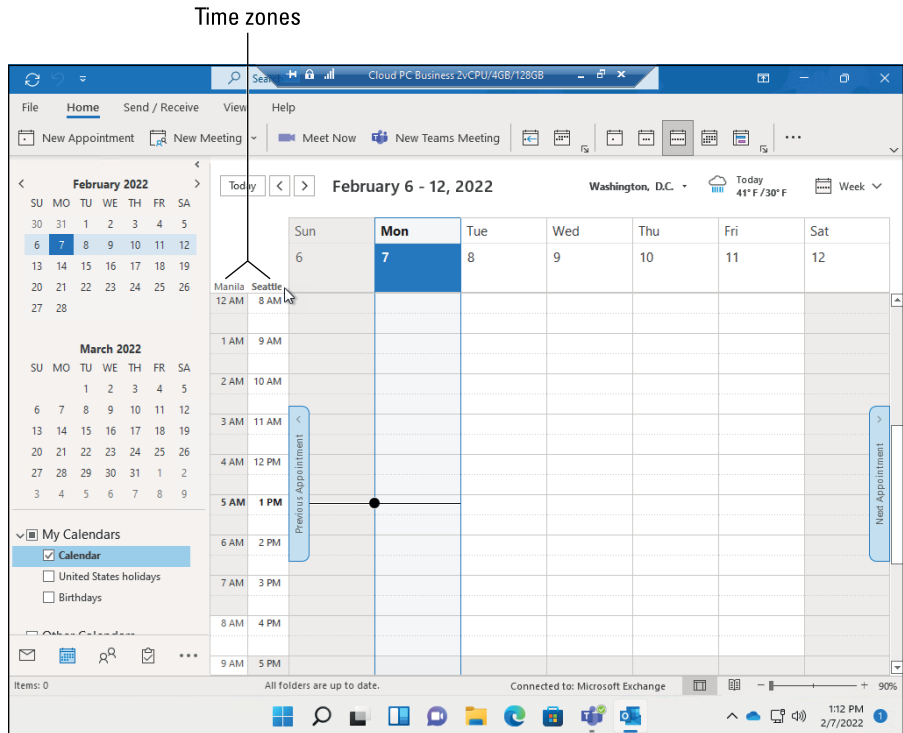 Time zones
Sear
Cloud PC Business 2vCPU/4GB/128GB
File Home Send / Receive View Help
New Appointment New Meeting Meet Now New Teams Meeting
February 2022
SU MO TU WE TH FR SA
30 31 1 2 3 4 5
6 7 8 9 10 11 12
13 14 15 16 17 18 19
20 21 22 23 24 25 26
27 28
March 2022
SU MO TU WE TH FR SA
1 2 3 4 5
6 7 8 9 10 11 12
13 14 15 16 17 18 19
20 21 22 23 24 25 26
27 28 29 30 31 1 2
3 4 5 6 7 8 9
My Calendars
Calendar
United States holidays
Birthdays
Other Calendars
Today February 6 - 12, 2022 Washington, D.C. Today Week
41° F / 30° F
Sun Mon Tue Wed Thu Fri Sat
6 7 8 9 10 11 12
Manila Seattle
12 AM 8 AM
1 AM 9 AM
2 AM 10 AM
3 AM 11 AM
4 AM 12 PM
5 AM 1 PM
6 AM 2 PM
7 AM 3 PM
8 AM 4 PM
9 AM 5 PM
Previous Appointment
Next Appointment
Items: 0 All folders are up to date. Connected to: Microsoft Exchange 90%
1:12 PM
2/7/2022
1